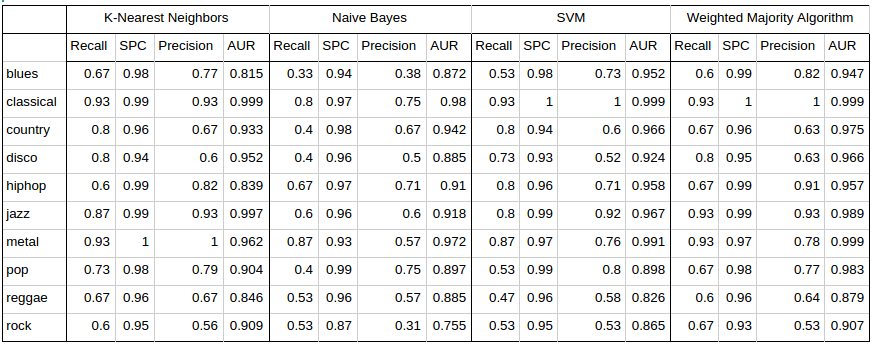 K-Nearest Neighbors Naive Bayes SVM Weighted Majority Algorithm
Recall SPC Precision AUR Recall SPC Precision AUR Recall SPC Precision AUR Recall SPC Precision AUR
blues 0.67 0.98 0.77 0.815 0.33 0.94 0.38 0.872 0.53 0.98 0.73 0.952 0.6 0.99 0.82 0.947
classical 0.93 0.99 0.93 0.999 0.8 0.97 0.75 0.98 0.93 1 1 0.999 0.93 1 1 0.999
country 0.8 0.96 0.67 0.933 0.4 0.98 0.67 0.942 0.8 0.94 0.6 0.966 0.67 0.96 0.63 0.975
disco 0.8 0.94 0.6 0.952 0.4 0.96 0.5 0.885 0.73 0.93 0.52 0.924 0.8 0.95 0.63 0.966
hiphop 0.6 0.99 0.82 0.839 0.67 0.97 0.71 0.91 0.8 0.96 0.71 0.958 0.67 0.99 0.91 0.957
jazz 0.87 0.99 0.93 0.997 0.6 0.96 0.6 0.918 0.8 0.99 0.92 0.967 0.93 0.99 0.93 0.989
metal 0.93 1 1 0.962 0.87 0.93 0.57 0.972 0.87 0.97 0.76 0.991 0.93 0.97 0.78 0.999
pop 0.73 0.98 0.79 0.904 0.4 0.99 0.75 0.897 0.53 0.99 0.8 0.898 0.67 0.98 0.77 0.983
reggae 0.67 0.96 0.67 0.846 0.53 0.96 0.57 0.885 0.47 0.96 0.58 0.826 0.6 0.96 0.64 0.879
rock 0.6 0.95 0.56 0.909 0.53 0.87 0.31 0.755 0.53 0.95 0.53 0.865 0.67 0.93 0.53 0.907